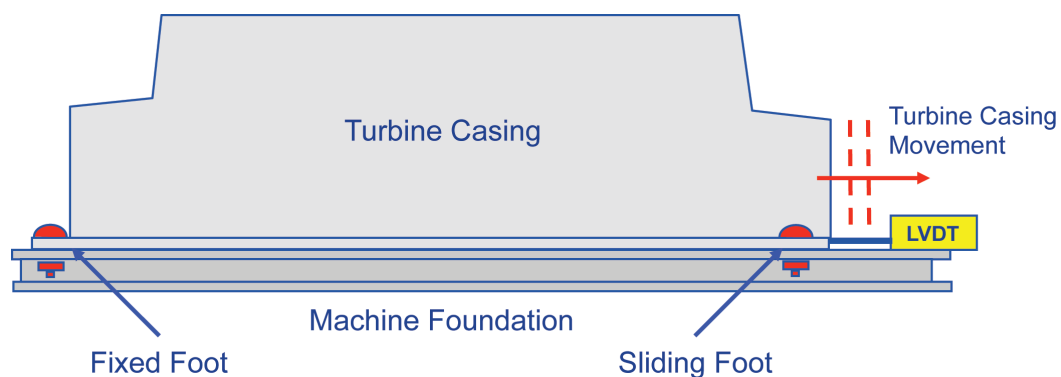 Turbine Casing
Turbine Casing
Movement
LVDT
Machine Foundation
Fixed Foot
Sliding Foot